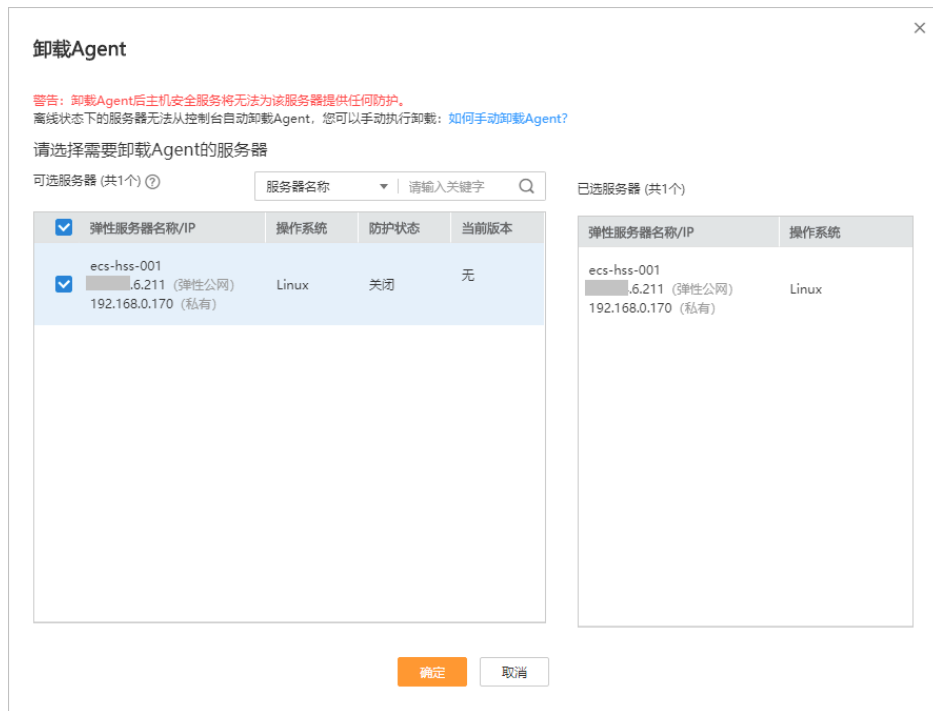 卸载Agent
警告：卸载Agent后主机安全服务将无法为该服务器提供任何防护。
离线状态下的服务器无法从控制台自动卸载Agent，您可以手动执行卸载：如何手动卸载Agent?
请选择需要卸载Agent的服务器
可选服务器 (共1个) ?
服务器名称 请输入关键字
已选服务器 (共1个)
弹性服务器名称/IP 操作系统 防护状态 当前版本
ecs-hss-001
.6.211 (弹性公网)
192.168.0.170 (私有)
Linux 关闭 无
弹性服务器名称/IP 操作系统
ecs-hss-001
.6.211 (弹性公网)
192.168.0.170 (私有)
Linux
确定 取消